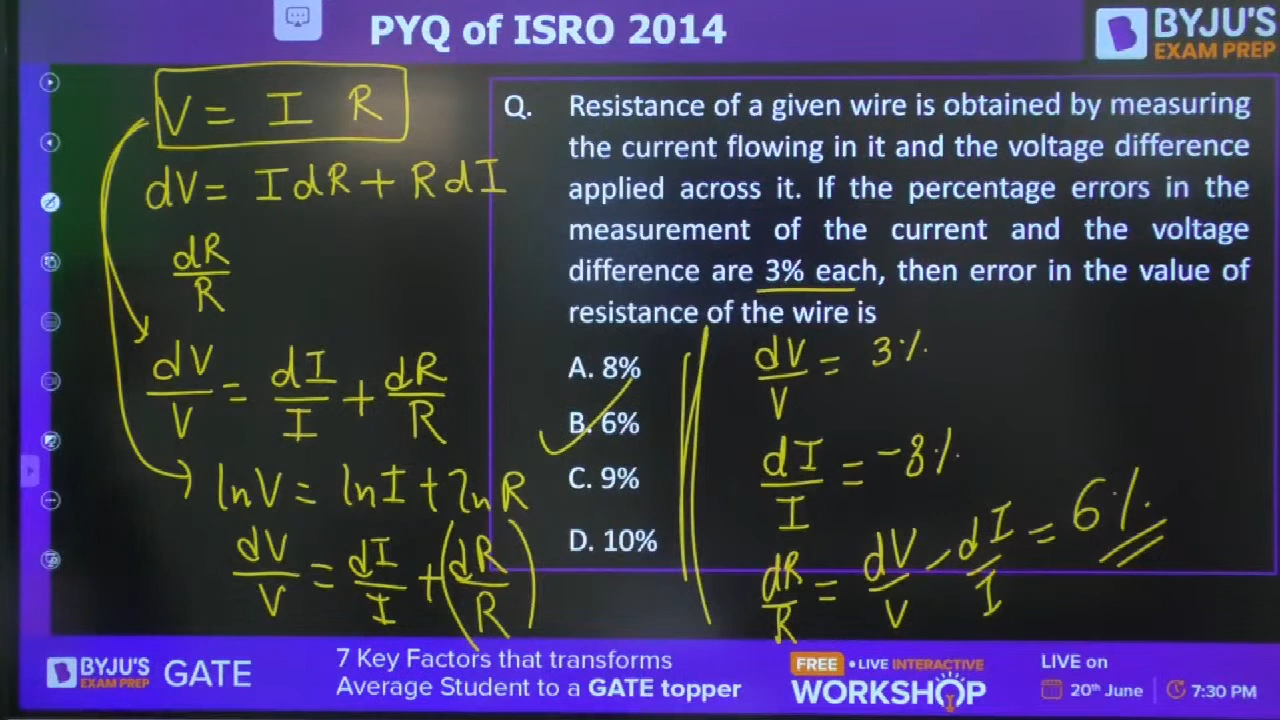 PYQ of ISRO 2014
BYJU'S
EXAM PREP
V = I R
dV = I dR + R dI
dR/R
dV/V = dI/I + dR/R
lnV = lnI + lnR
dV/V = dI/I + (dR/R)
Q. Resistance of a given wire is obtained by measuring
the current flowing in it and the voltage difference
applied across it. If the percentage errors in the
measurement of the current and the voltage
difference are 3% each, then error in the value of
resistance of the wire is
A. 8%
B. 6%
C. 9%
D. 10%
dV/V = 3%
dI/I = -3%
dR/R = dV/V - dI/I = 6%
BYJU'S
EXAM PREP
GATE
7 Key Factors that transforms
Average Student to a GATE topper
FREE • LIVE INTERACTIVE
WORKSHOP
LIVE on
20th June | 7:30 PM